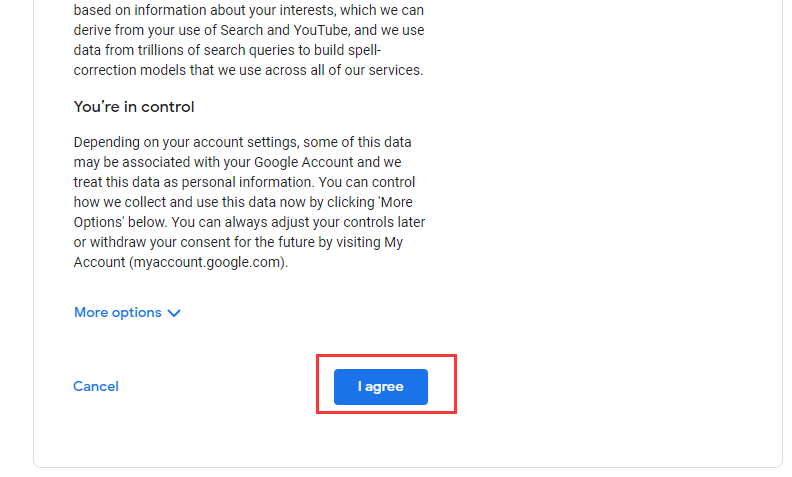 based on information about your interests, which we can
derive from your use of Search and YouTube, and we use
data from trillions of search queries to build spell-
correction models that we use across all of our services.
You’re in control
Depending on your account settings, some of this data
may be associated with your Google Account and we
treat this data as personal information. You can control
how we collect and use this data now by clicking 'More
Options' below. You can always adjust your controls later
or withdraw your consent for the future by visiting My
Account (myaccount.google.com).
More options
Cancel
I agree